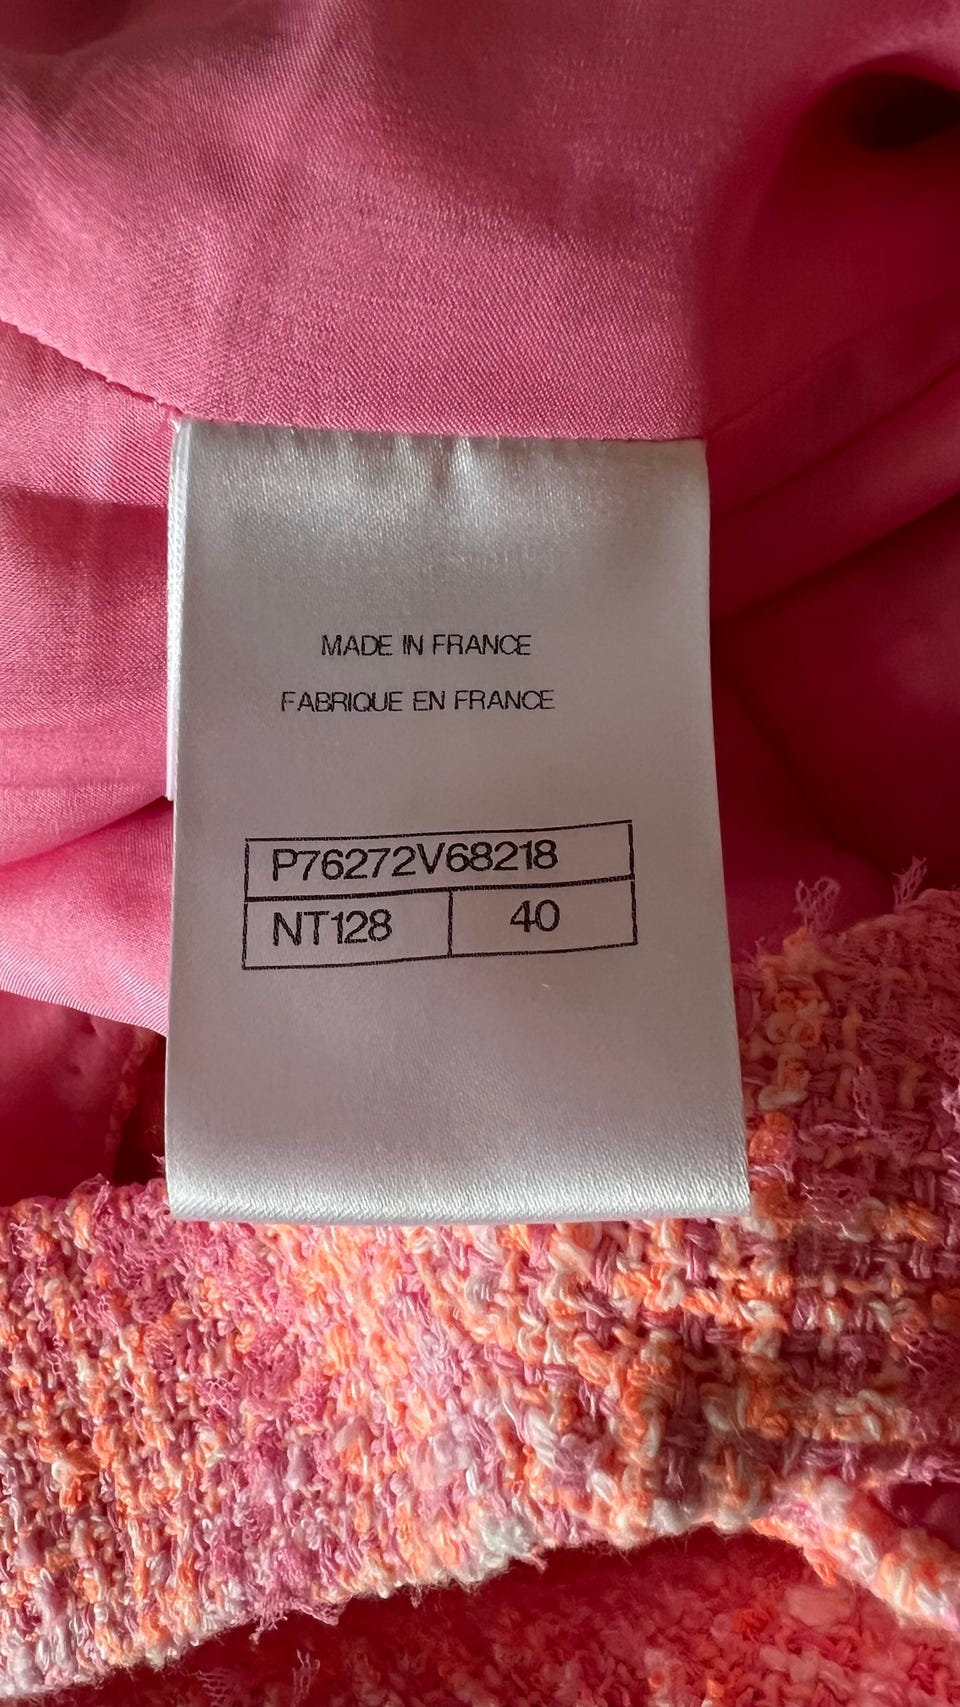 MADE IN FRANCE
FABRIQUE EN FRANCE
P76272V68218
NT128 40